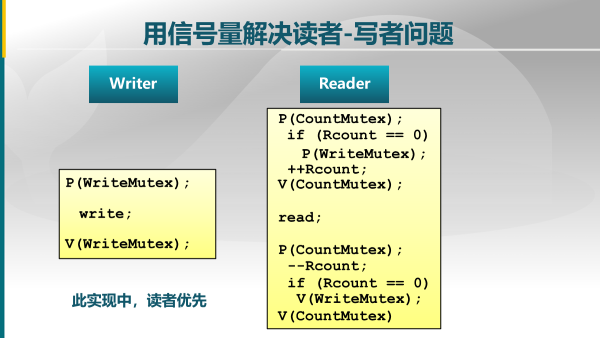 用信号量解决读者-写者问题
Writer
P(WriteMutex);
write;
V(WriteMutex);
此实现中，读者优先
Reader
P(CountMutex);
if (Rcount == 0)
P(WriteMutex);
++Rcount;
V(CountMutex);
read;
P(CountMutex);
--Rcount;
if (Rcount == 0)
V(WriteMutex);
V(CountMutex)